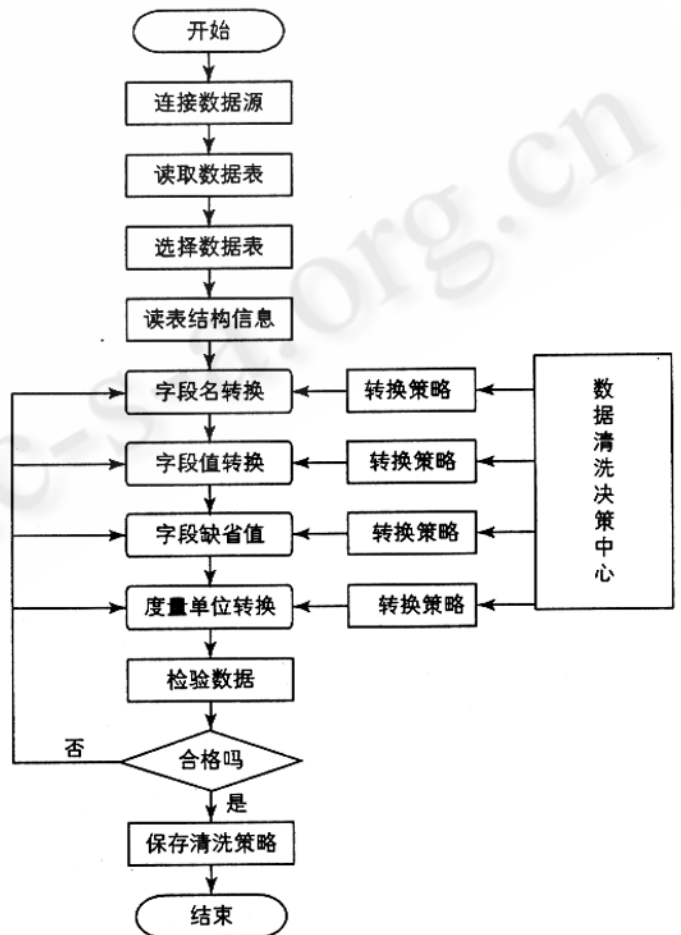 开始
连接数据源
读取数据表
选择数据表
读表结构信息
字段名转换
转换策略
字段值转换
转换策略
字段缺省值
转换策略
度量单位转换
转换策略
数据清洗决策中心
检验数据
合格吗
否
是
保存清洗策略
结束
c-s-a.org.cn